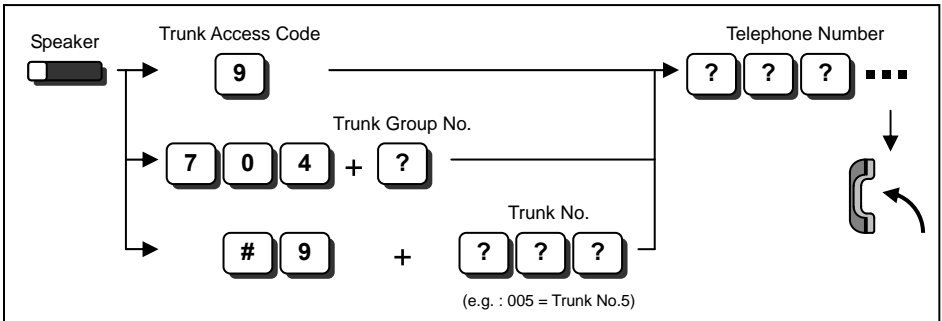 Speaker
Trunk Access Code
9
Telephone Number
? ? ?
Trunk Group No.
7 0 4 + ?
Trunk No.
# 9 + ? ? ?
(e.g. : 005 = Trunk No.5)